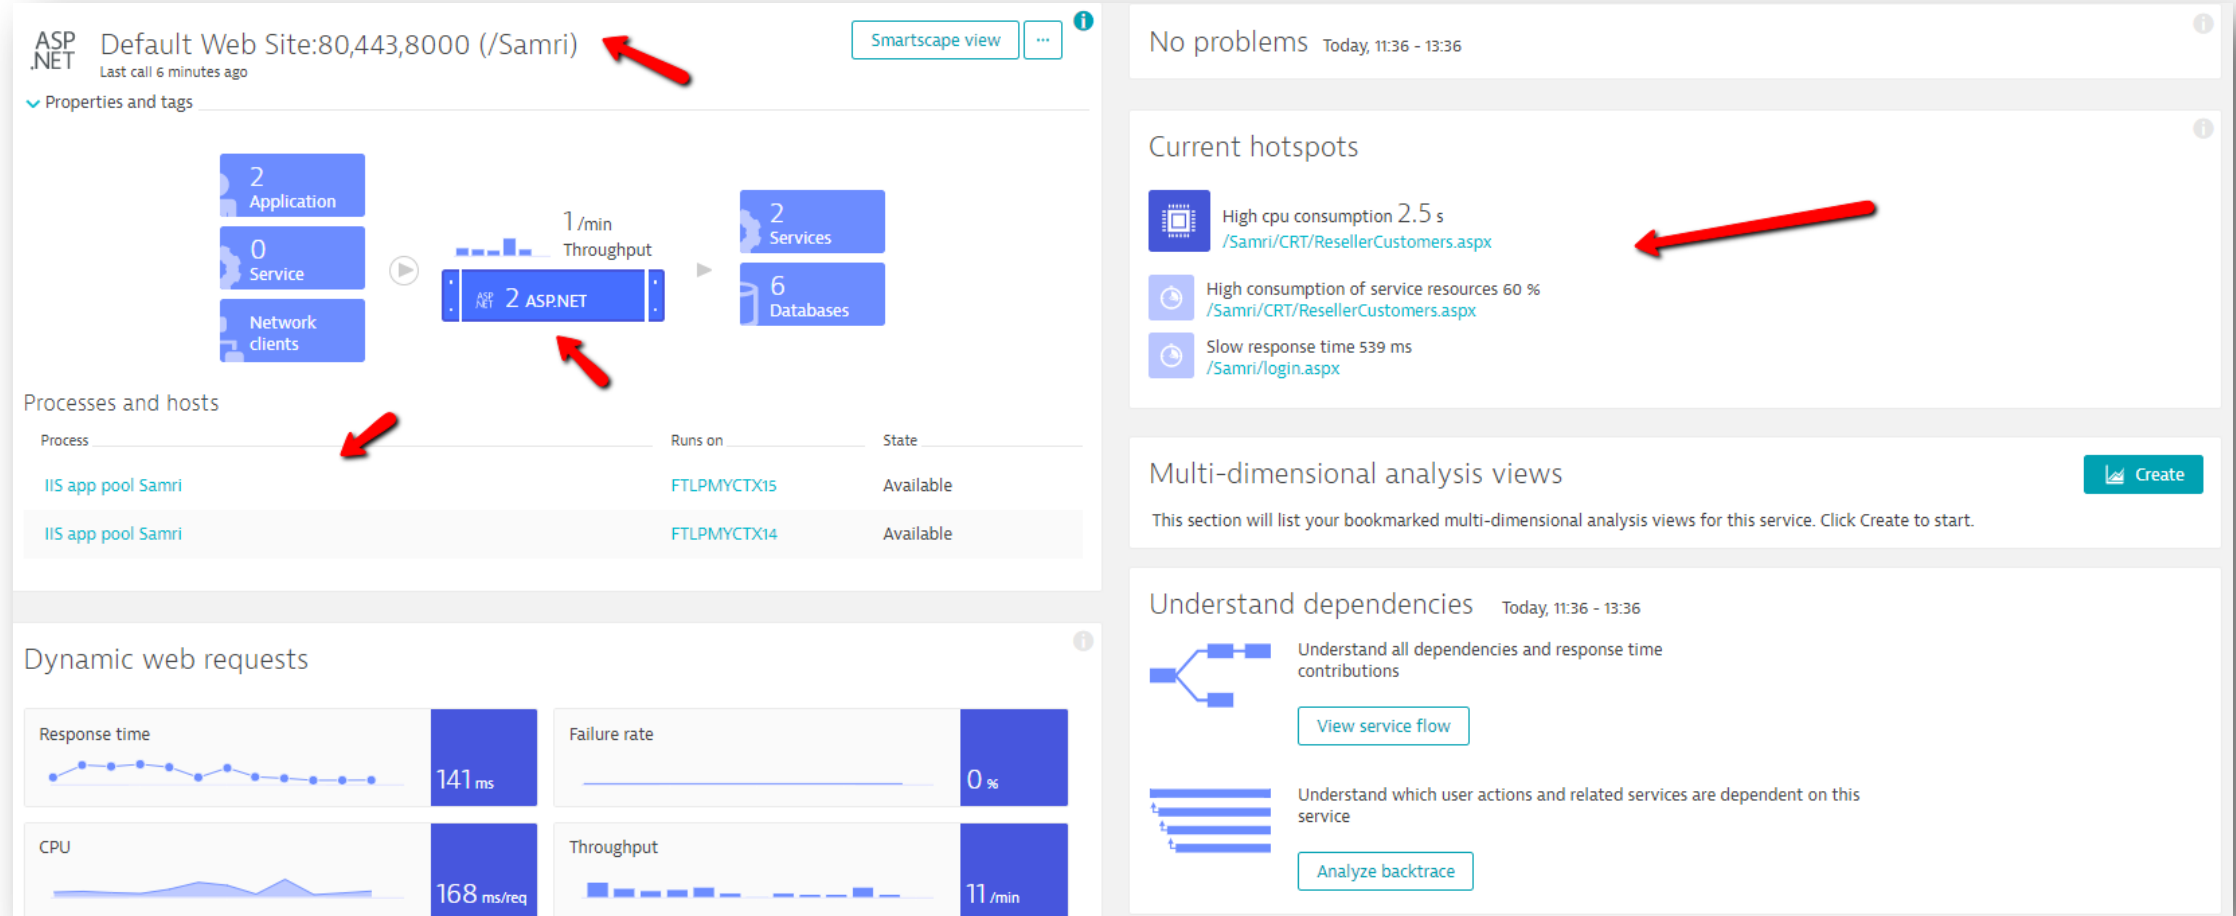 ASP
.NET
Default Web Site:80,443,8000 (/Samri)
Last call 6 minutes ago
Smartscape view
...
Properties and tags
2
Application
0
Service
Network
clients
1 /min
Throughput
ASP
.NET
2 ASP.NET
2
Services
6
Databases
Processes and hosts
Process Runs on State
IIS app pool Samri FTLPMYCTX15 Available
IIS app pool Samri FTLPMYCTX14 Available
Dynamic web requests
Response time
141 ms
Failure rate
0 %
CPU
168 ms/req
Throughput
11 /min
No problems Today, 11:36 - 13:36
Current hotspots
High cpu consumption 2.5 s
/Samri/CRT/ResellerCustomers.aspx
High consumption of service resources 60 %
/Samri/CRT/ResellerCustomers.aspx
Slow response time 539 ms
/Samri/login.aspx
Multi-dimensional analysis views
Create
This section will list your bookmarked multi-dimensional analysis views for this service. Click Create to start.
Understand dependencies Today, 11:36 - 13:36
Understand all dependencies and response time
contributions
View service flow
Understand which user actions and related services are dependent on this
service
Analyze backtrace